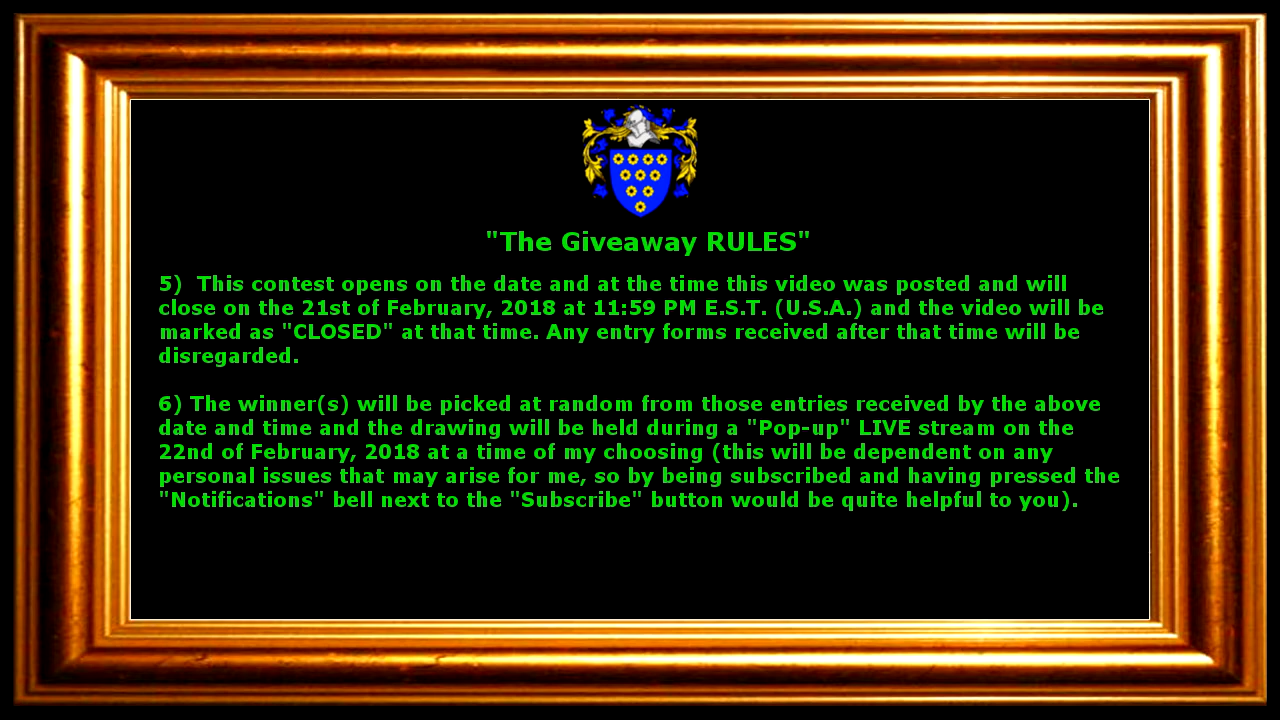 "The Giveaway RULES"
5)  This contest opens on the date and at the time this video was posted and will
close on the 21st of February, 2018 at 11:59 PM E.S.T. (U.S.A.) and the video will be
marked as "CLOSED" at that time. Any entry forms received after that time will be
disregarded.
6) The winner(s) will be picked at random from those entries received by the above
date and time and the drawing will be held during a "Pop-up" LIVE stream on the
22nd of February, 2018 at a time of my choosing (this will be dependent on any
personal issues that may arise for me, so by being subscribed and having pressed the
"Notifications" bell next to the "Subscribe" button would be quite helpful to you).